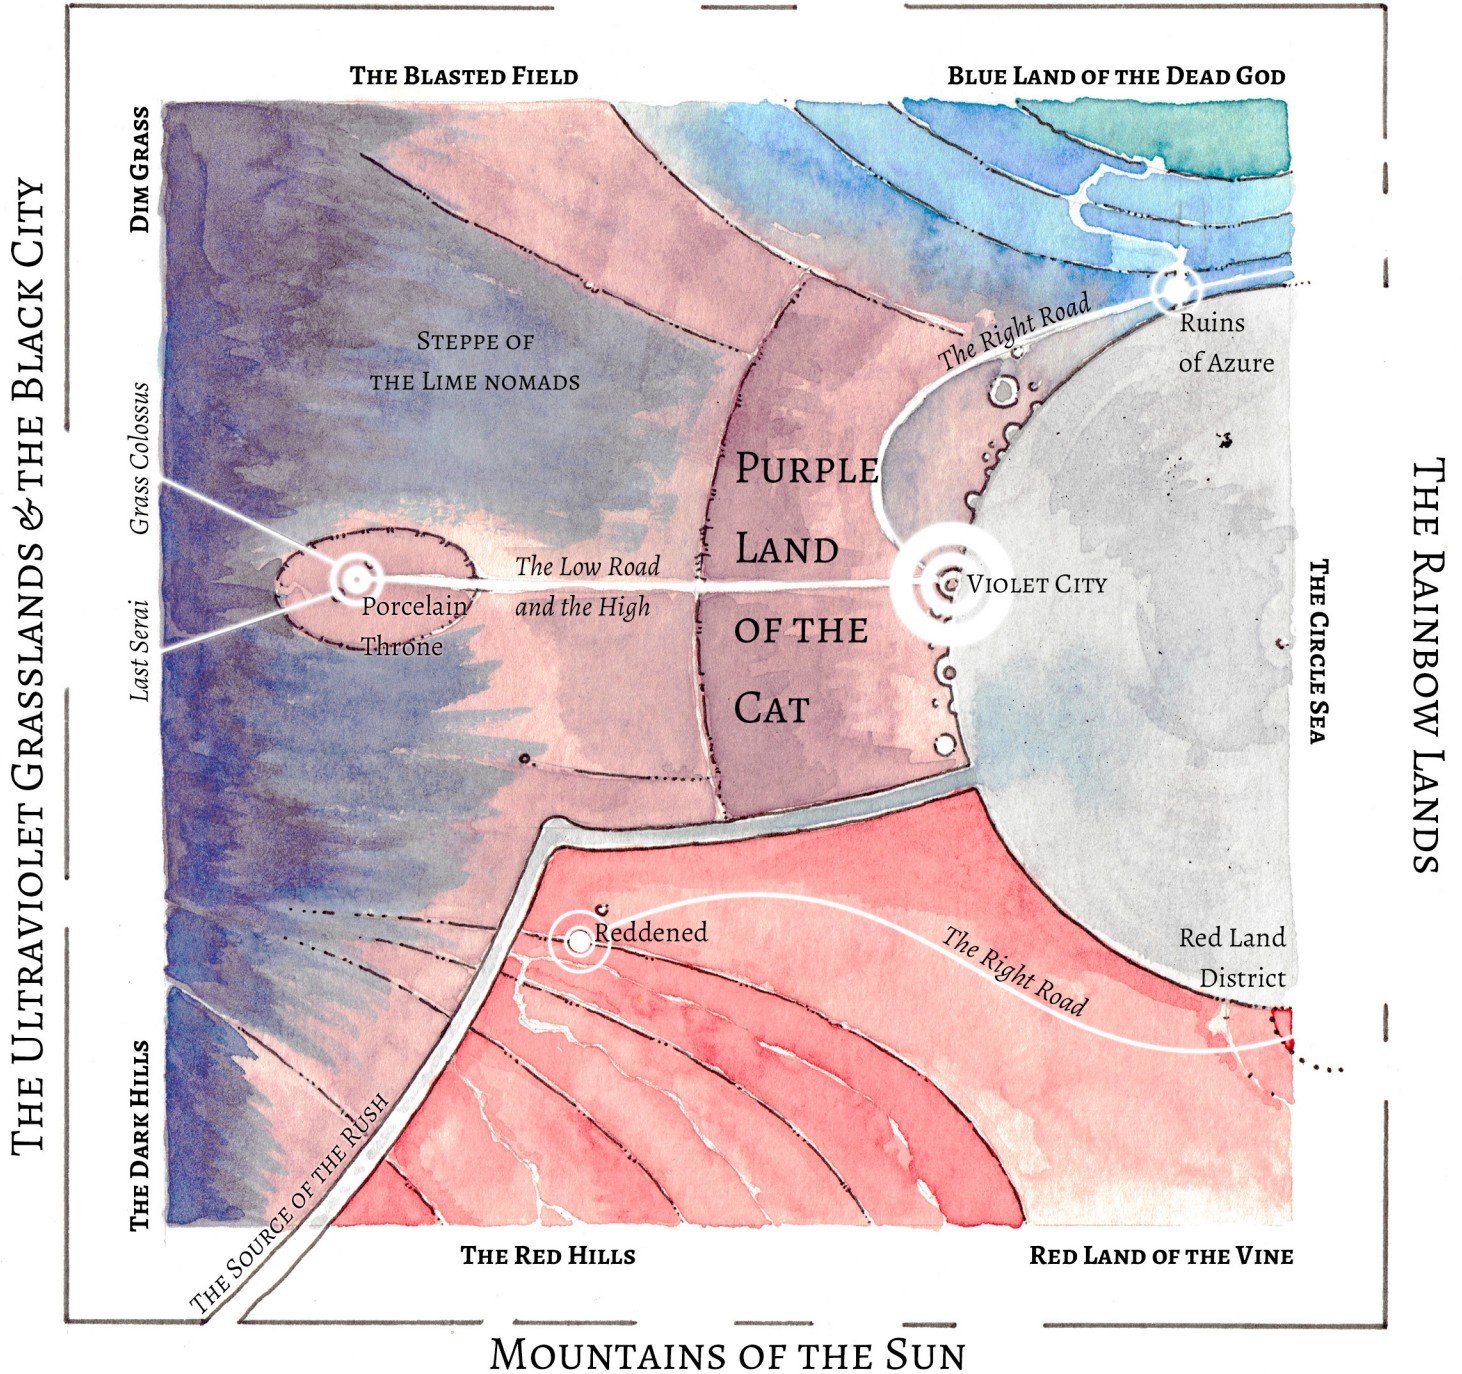 The Blasted Field
Blue Land of the Dead God
Dim Grass
The Ultraviolet Grasslands & the Black City
Steppe of
the Lime nomads
The Right Road
Ruins
of Azure
Grass Colossus
Purple
Land
of the
Cat
The Low Road
and the High
Violet City
Porcelain
Throne
Last Serai
The Circle Sea
The Rainbow Lands
Reddened
The Right Road
Red Land
District
The Dark Hills
The Source of the Rush
The Red Hills
Red Land of the Vine
Mountains of the Sun